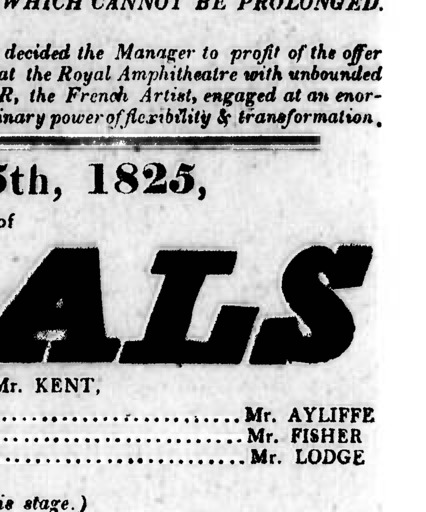 WHICH CANNOT BE PROLONGED.
decided the Manager to profit of the offer
at the Royal Amphitheatre with unbounded
R, the French Artist, engaged at an enor-
inary power of flexibility & transformation.
5th, 1825,
of
ALS
Mr. KENT,
Mr. AYLIFFE
Mr. FISHER
Mr. LODGE
is stage.)